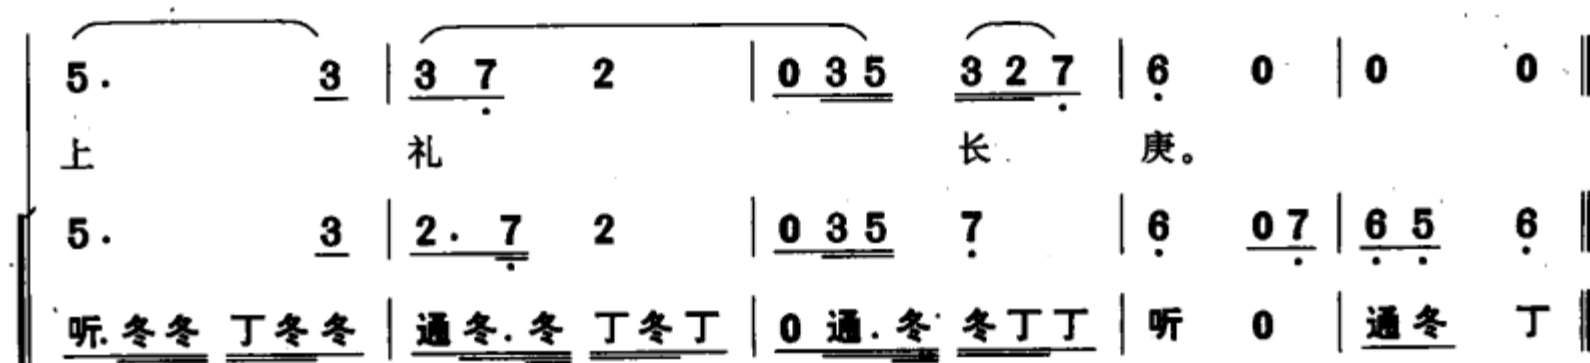 5. 3 | 3 7 2 | 0 3 5 3 2 7 | 6 0 | 0 0 ‖
上 礼 长 庚。
5. 3 | 2. 7 2 | 0 3 5 7 | 6 0 7 | 6 5 6 ‖
听. 冬冬 丁冬冬 | 通冬. 冬 丁冬丁 | 0 通. 冬 冬丁丁 | 听 0 | 通冬 丁 ‖